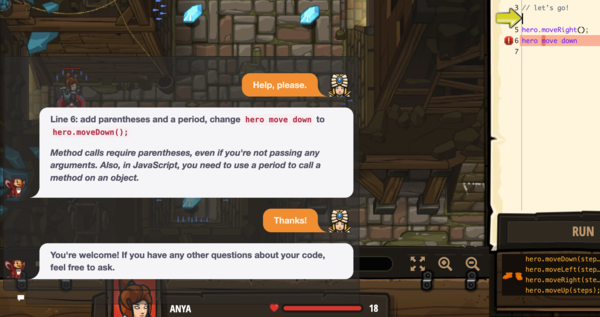 Help, please.
Line 6: add parentheses and a period, change hero move down to
hero.moveDown();
Method calls require parentheses, even if you're not passing any
arguments. Also, in JavaScript, you need to use a period to call a
method on an object.
Thanks!
You're welcome! If you have any other questions about your code,
feel free to ask.
ANYA
18
3 // let's go!
5 hero.moveRight();
6 hero move down
7
RUN
hero.moveDown(step…
hero.moveLeft(step…
hero.moveRight(ste…
hero.moveUp(steps);